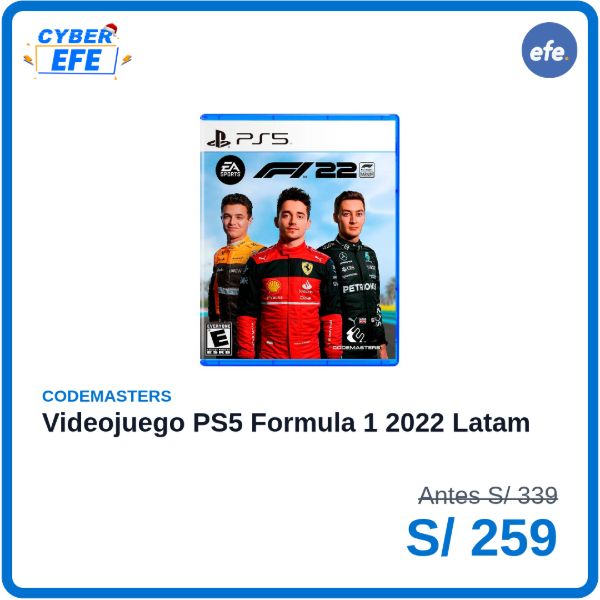 CYBER
EFE
efe.
PS5
EA
SPORTS
F1 22
EVERYONE
E
ESRB
PETRONAS
CODEMASTERS
CODEMASTERS
Videojuego PS5 Formula 1 2022 Latam
Antes S/ 339
S/ 259